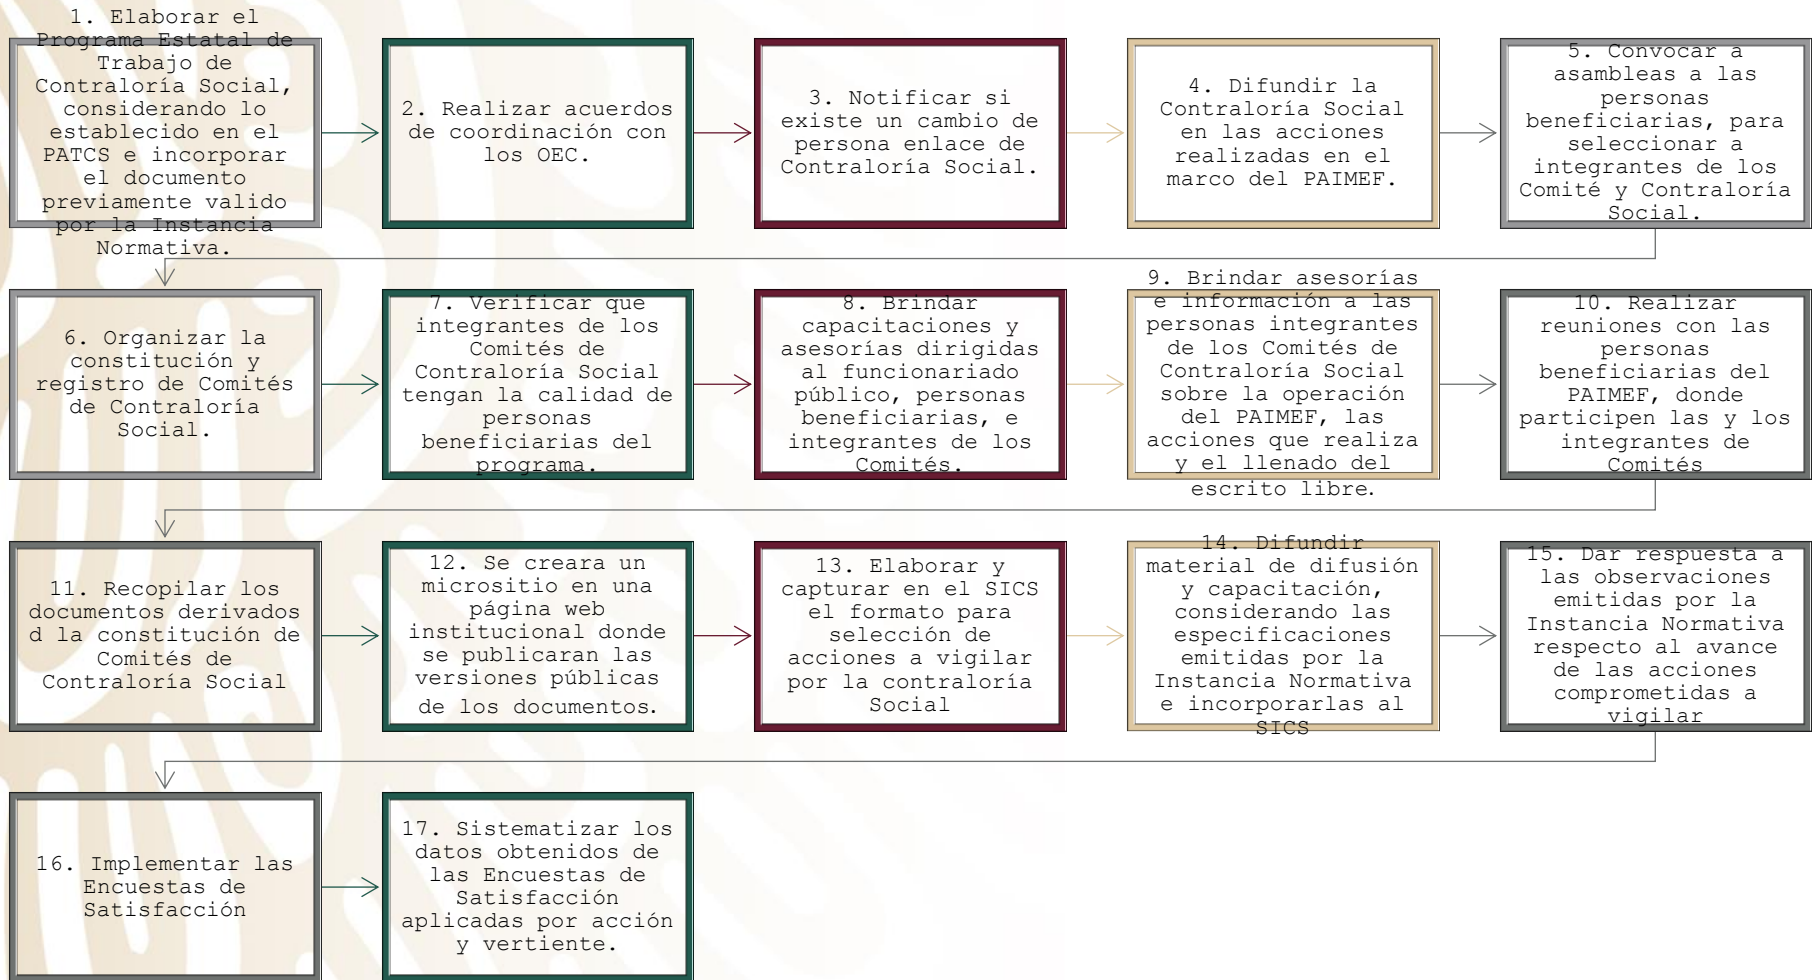 1. Elaborar el
Programa Estatal de
Trabajo de
Contraloría Social,
considerando lo
establecido en el
PATCS e incorporar
el documento
previamente valido
por la Instancia
Normativa.
2. Realizar acuerdos
de coordinación con
los OEC.
3. Notificar si
existe un cambio de
persona enlace de
Contraloría Social.
4. Difundir la
Contraloría Social
en las acciones
realizadas en el
marco del PAIMEF.
5. Convocar a
asambleas a las
personas
beneficiarias, para
seleccionar a
integrantes de los
Comité y Contraloría
Social.
6. Organizar la
constitución y
registro de Comités
de Contraloría
Social.
7. Verificar que
integrantes de los
Comités de
Contraloría Social
tengan la calidad de
personas
beneficiarias del
programa.
8. Brindar
capacitaciones y
asesorías dirigidas
al funcionariado
público, personas
beneficiarias, e
integrantes de los
Comités.
9. Brindar asesorías
e información a las
personas integrantes
de los Comités de
Contraloría Social
sobre la operación
del PAIMEF, las
acciones que realiza
y el llenado del
escrito libre.
10. Realizar
reuniones con las
personas
beneficiarias del
PAIMEF, donde
participen las y los
integrantes de
Comités
11. Recopilar los
documentos derivados
d la constitución de
Comités de
Contraloría Social
12. Se creara un
micrositio en una
página web
institucional donde
se publicaran las
versiones públicas
de los documentos.
13. Elaborar y
capturar en el SICS
el formato para
selección de
acciones a vigilar
por la contraloría
Social
14. Difundir
material de difusión
y capacitación,
considerando las
especificaciones
emitidas por la
Instancia Normativa
e incorporarlas al
SICS
15. Dar respuesta a
las observaciones
emitidas por la
Instancia Normativa
respecto al avance
de las acciones
comprometidas a
vigilar
16. Implementar las
Encuestas de
Satisfacción
17. Sistematizar los
datos obtenidos de
las Encuestas de
Satisfacción
aplicadas por acción
y vertiente.